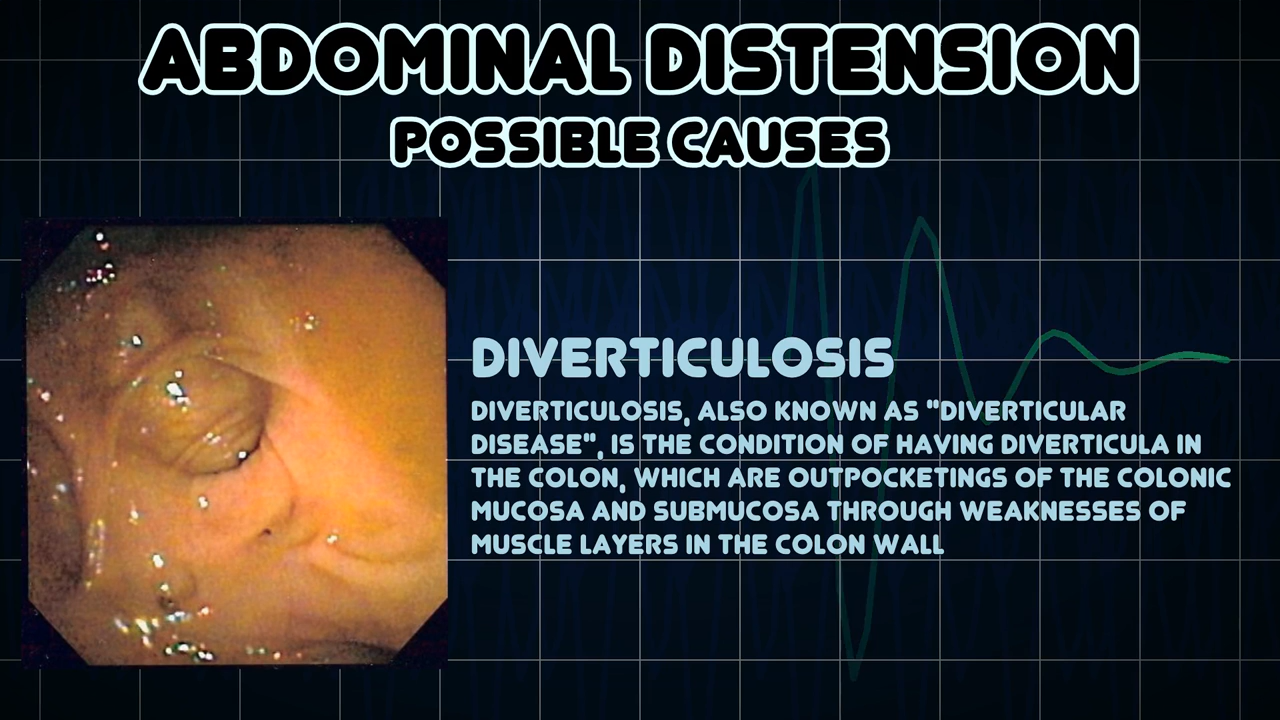 ABDOMINAL DISTENSION
POSSIBLE CAUSES
DIVERTICULOSIS
DIVERTICULOSIS, ALSO KNOWN AS "DIVERTICULAR
DISEASE", IS THE CONDITION OF HAVING DIVERTICULA IN
THE COLON, WHICH ARE OUTPOCKETINGS OF THE COLONIC
MUCOSA AND SUBMUCOSA THROUGH WEAKNESSES OF
MUSCLE LAYERS IN THE COLON WALL